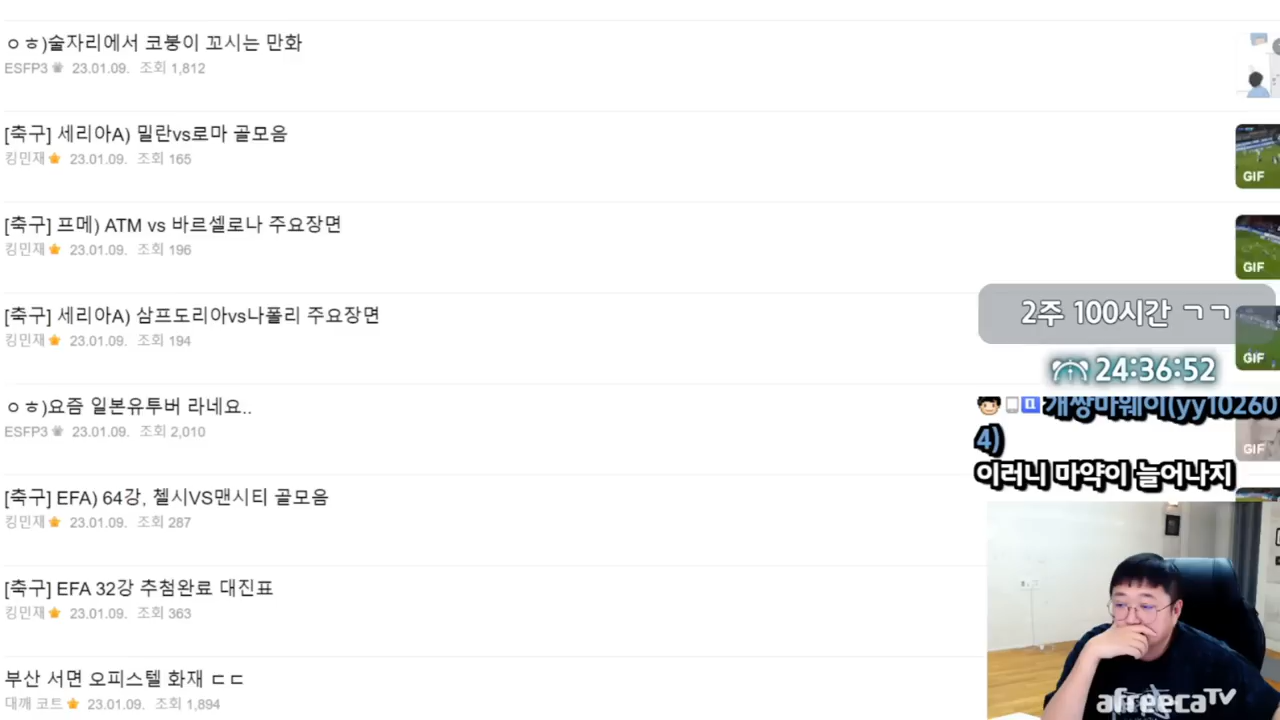 ㅇㅎ)술자리에서 코붕이 꼬시는 만화
ESFP3 23.01.09. 조회 1,812
[축구] 세리아A) 밀란vs로마 골모음
킹민재 23.01.09. 조회 165
GIF
[축구] 프메) ATM vs 바르셀로나 주요장면
킹민재 23.01.09. 조회 196
GIF
[축구] 세리아A) 삼프도리아vs나폴리 주요장면
킹민재 23.01.09. 조회 194
GIF
2주 100시간 ㄱㄱ
24:36:52
ㅇㅎ)요즘 일본유투버 라네요..
ESFP3 23.01.09. 조회 2,010
GIF
개쌍마웨이(yy10260
4)
이러니 마약이 늘어나지
[축구] EFA) 64강, 첼시VS맨시티 골모음
킹민재 23.01.09. 조회 287
[축구] EFA 32강 추첨완료 대진표
킹민재 23.01.09. 조회 363
부산 서면 오피스텔 화재 ㄷㄷ
대깨 코트 23.01.09. 조회 1,894
afreecaTV